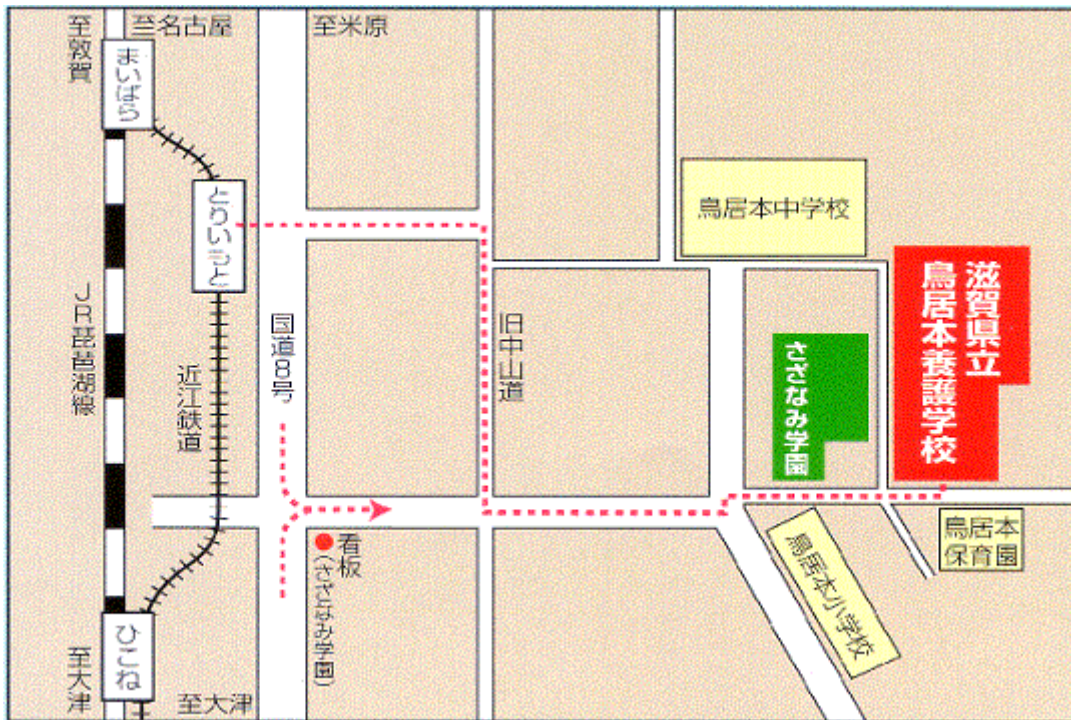 至敦賀
至名古屋
至米原
まいばら
とりいもと
鳥居本中学校
滋賀県立
鳥居本養護学校
さざなみ学園
旧中山道
国道8号
近江鉄道
JR琵琶湖線
看板
(さざなみ学園)
鳥居本小学校
鳥居本
保育園
ひこね
至大津
至大津